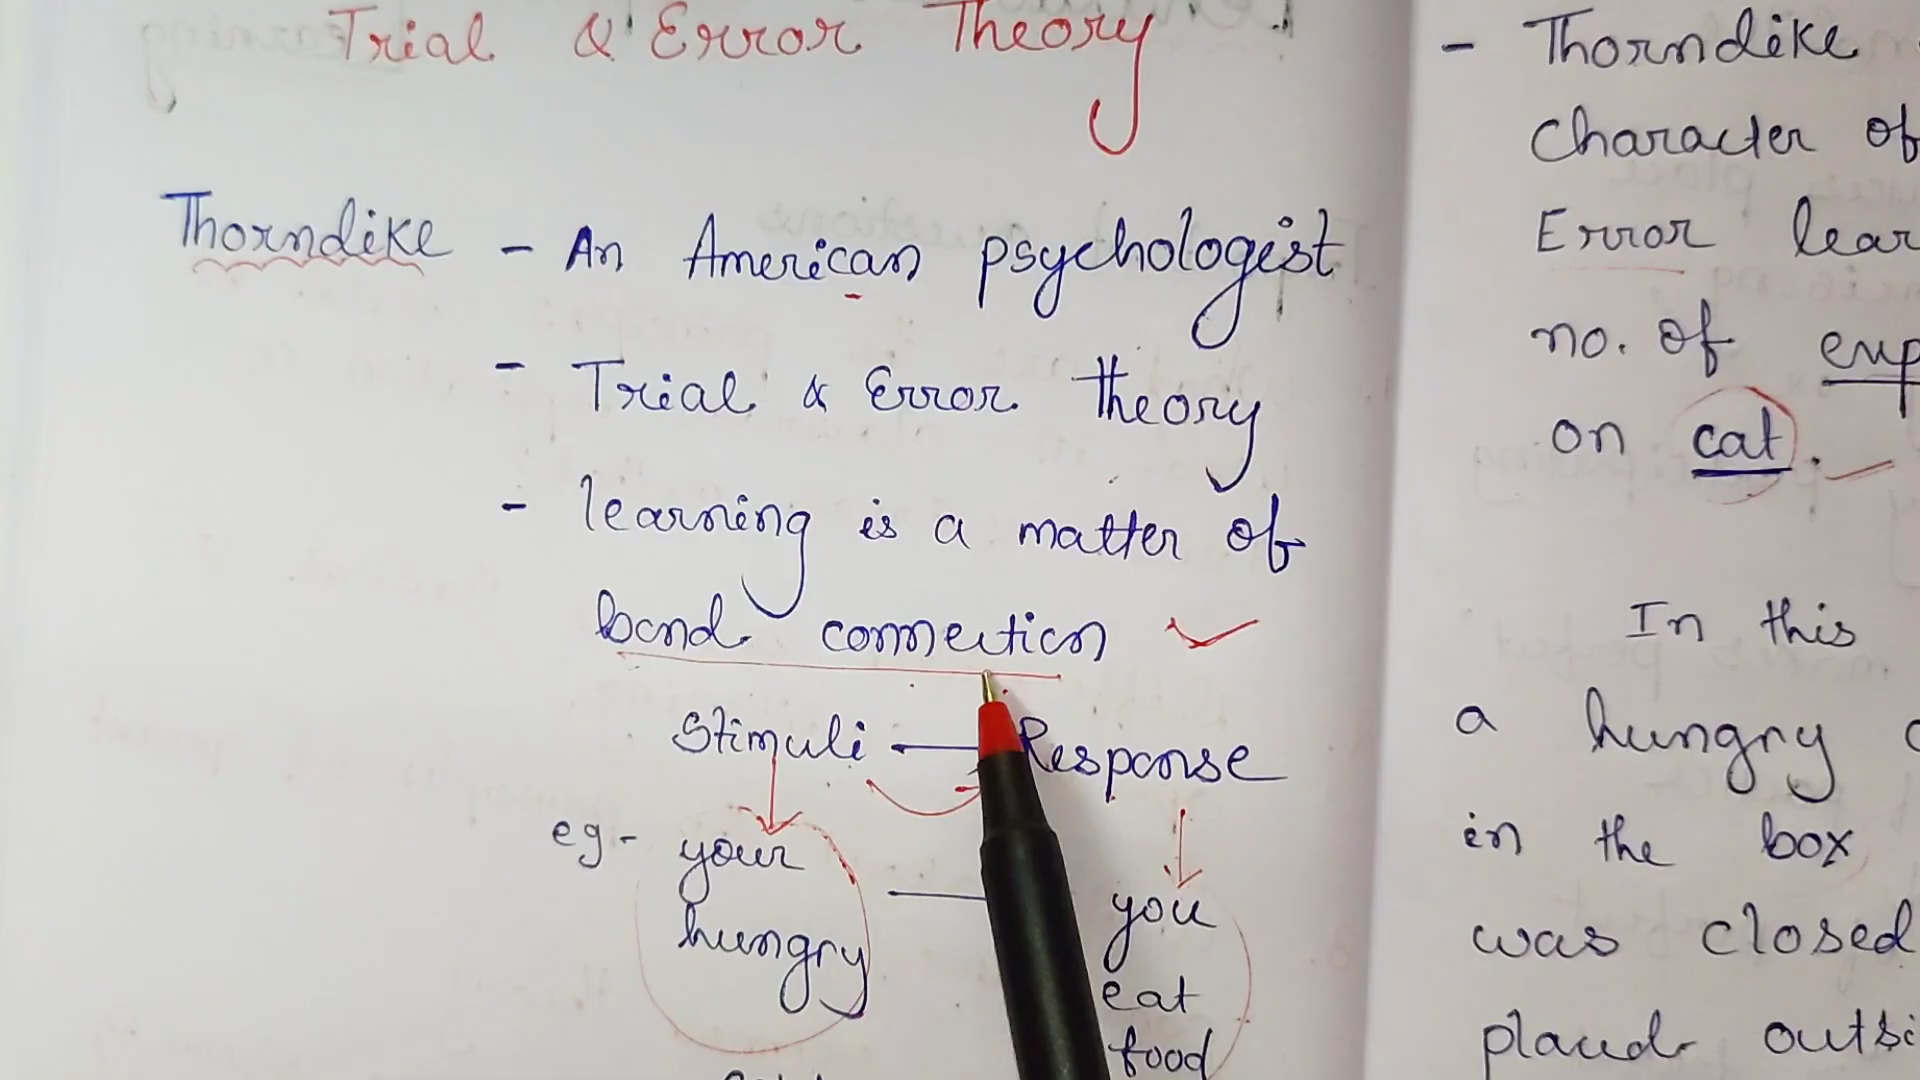 Trial & Error Theory
Thorndike - An American psychologist
- Trial & Error theory
- learning is a matter of
bond connection
Stimuli — Response
eg- your hungry — you eat food
- Thorndike
Character of
Error
no. of
on cat.
In this
a hungry
in the box
was closed
placed